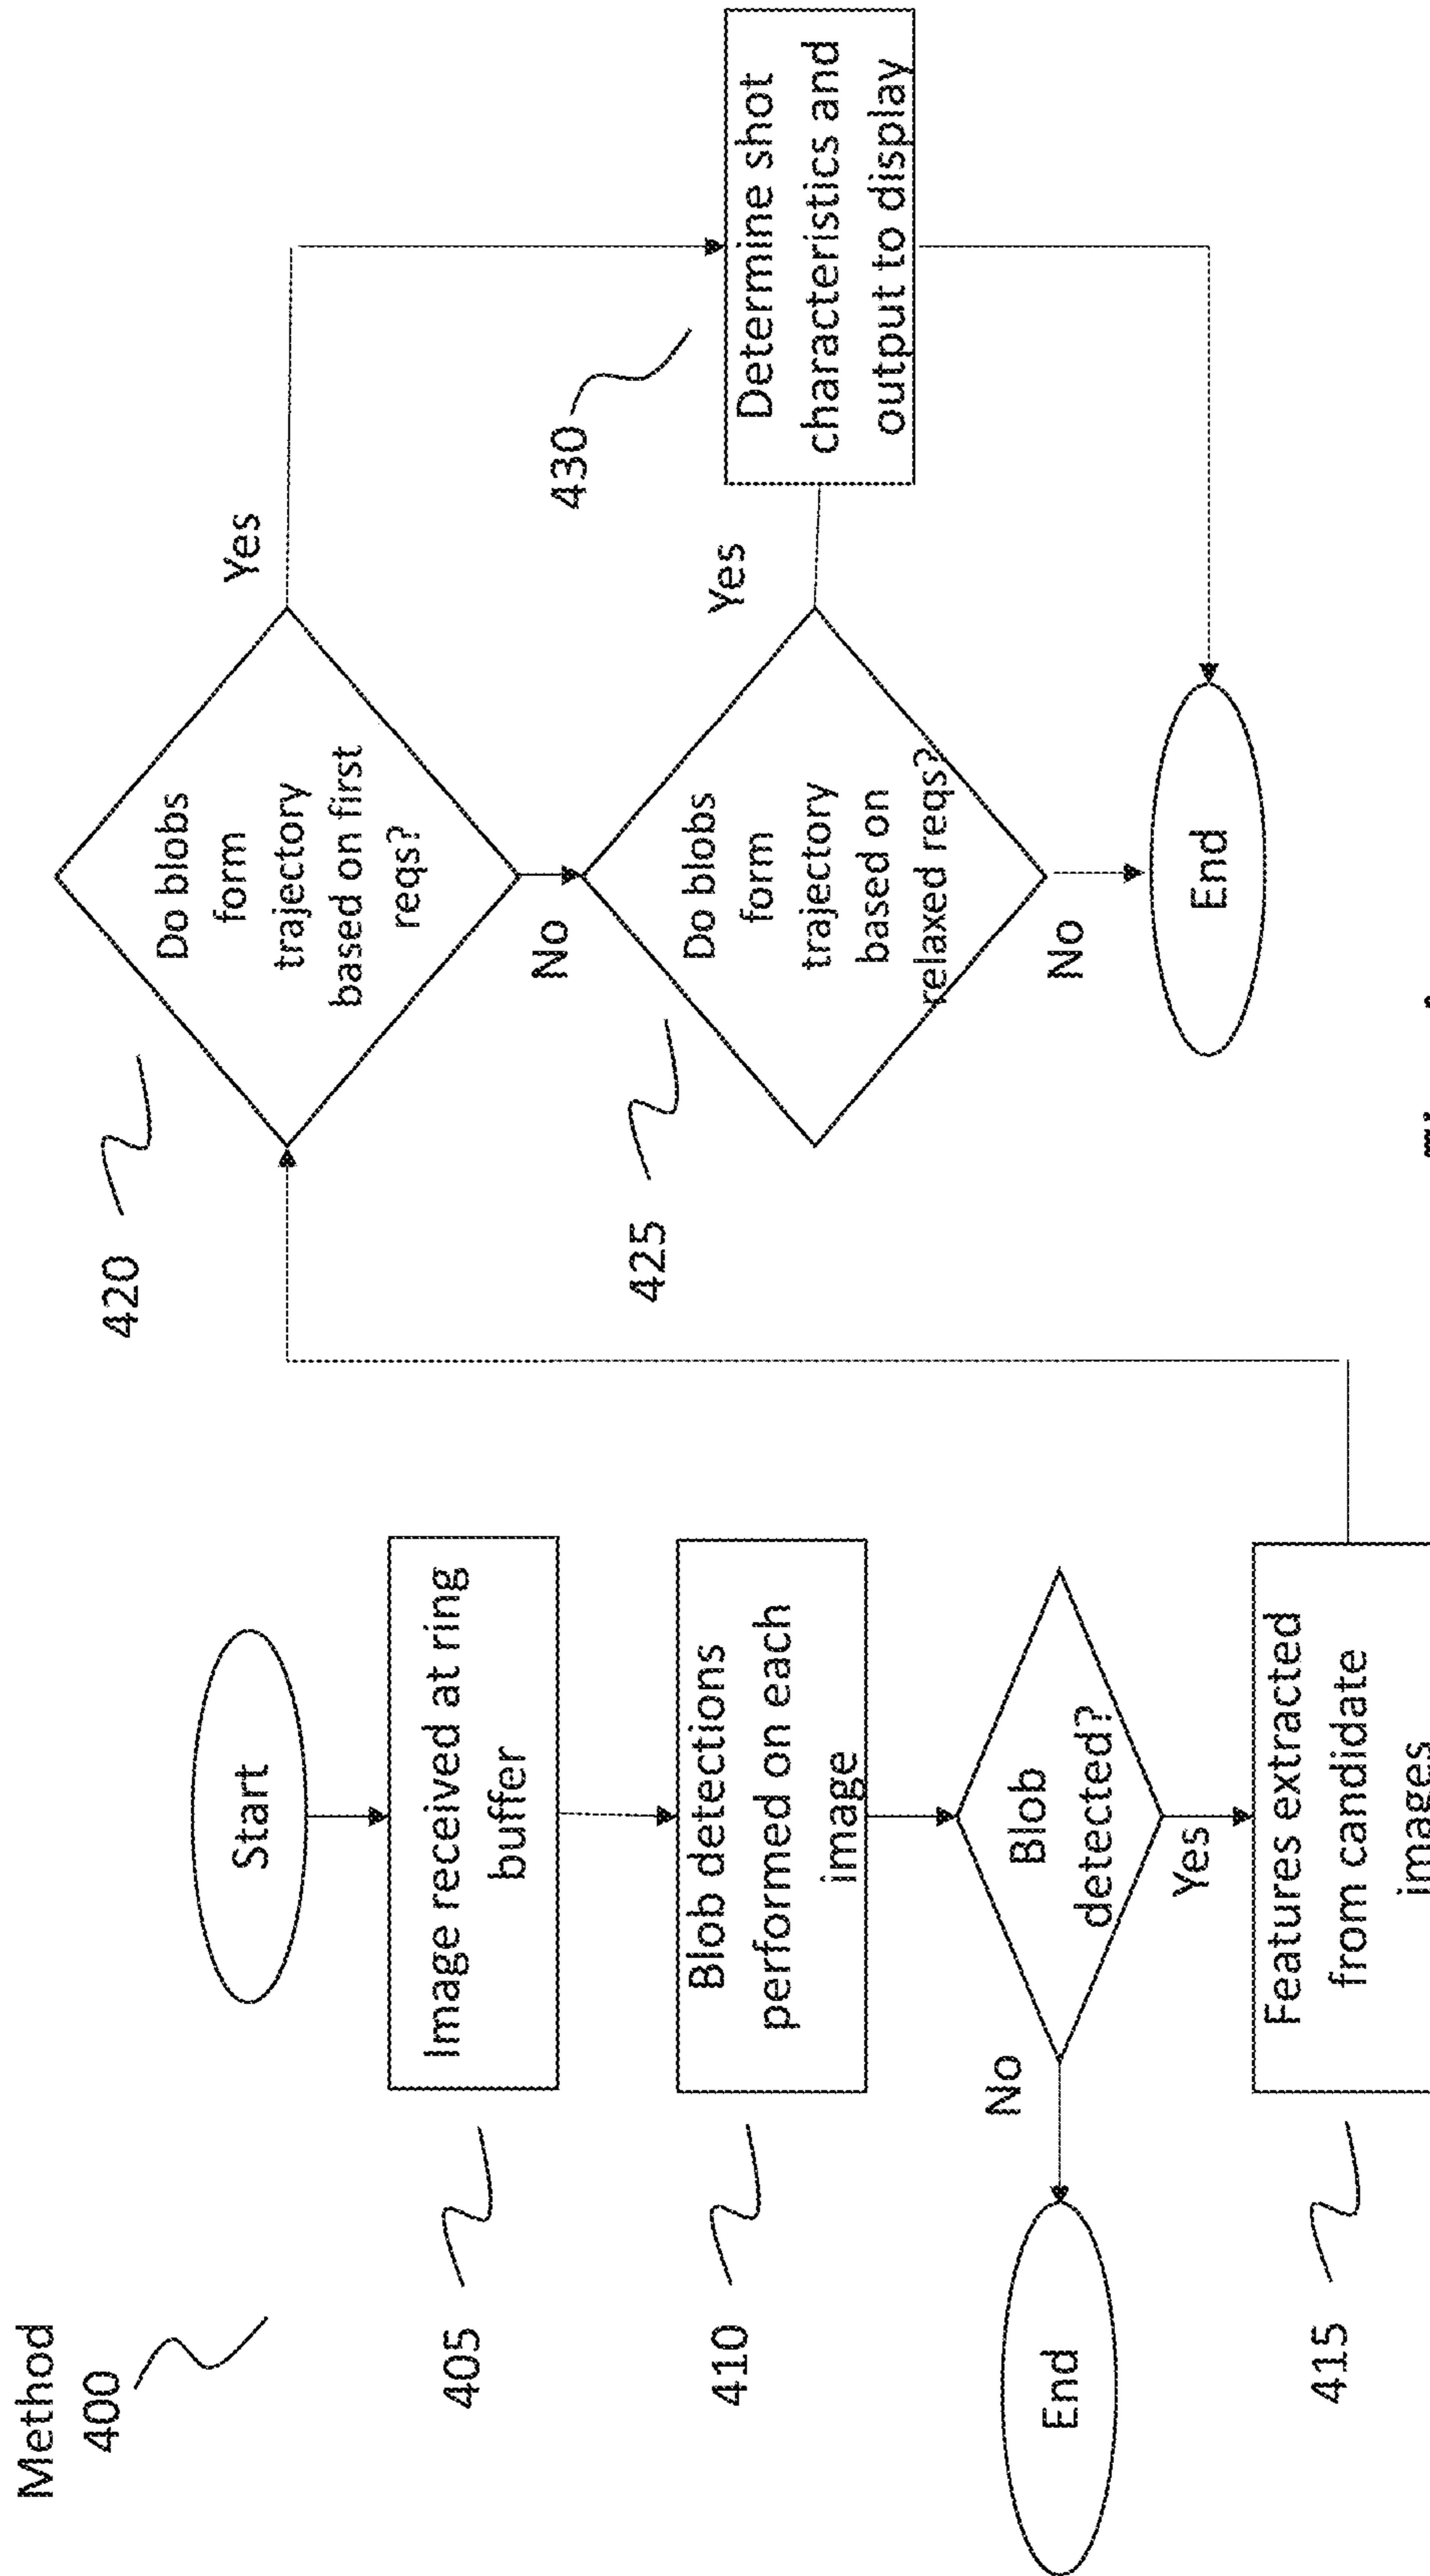 Method
400
Start
405
Image received at ring
buffer
410
Blob detections
performed on each
image
Blob
detected?
No
End
Yes
415
Features extracted
from candidate
images
420
Do blobs
form
trajectory
based on first
reqs?
Yes
No
425
Do blobs
form
trajectory
based on
relaxed reqs?
Yes
No
430
Determine shot
characteristics and
output to display
End